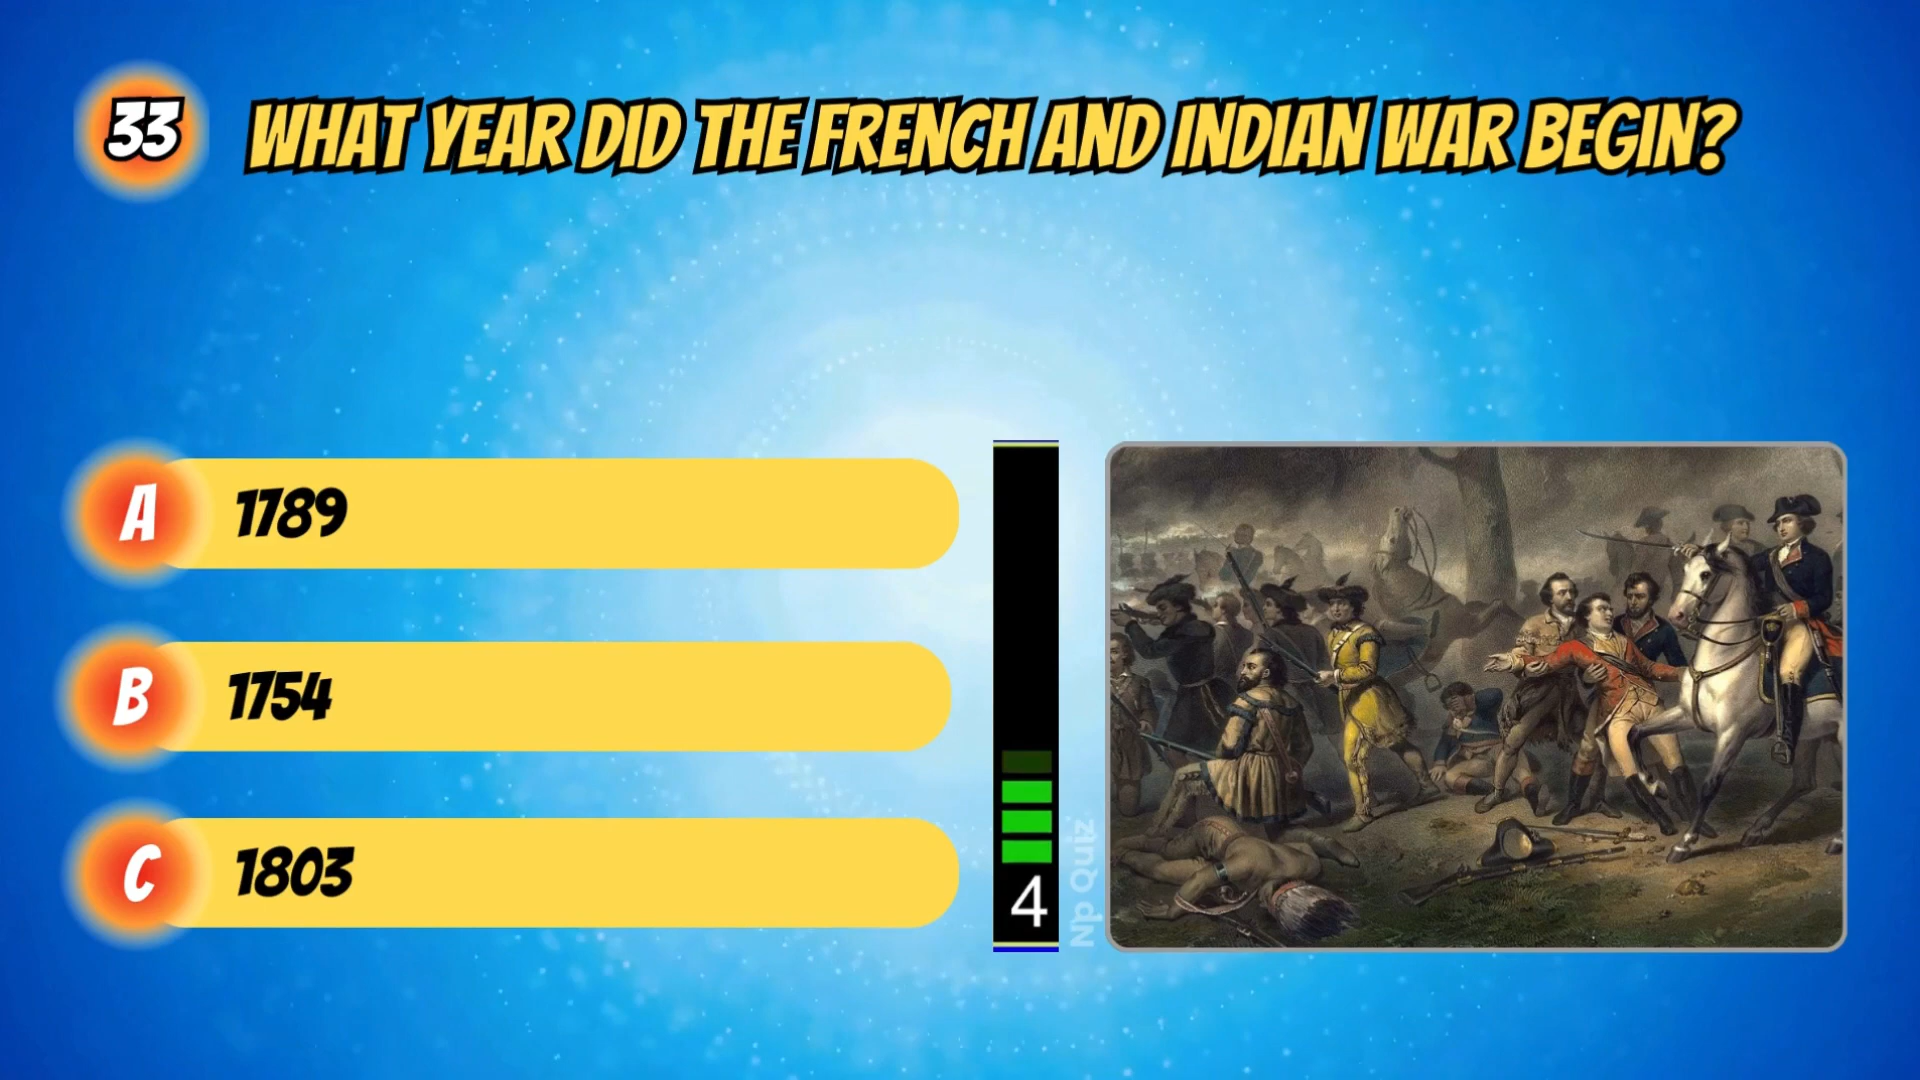 33
WHAT YEAR DID THE FRENCH AND INDIAN WAR BEGIN?
A
1789
B
1754
C
1803
4
Np Quiz